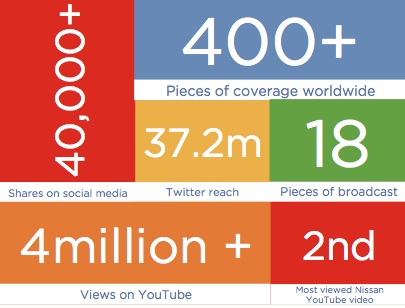 40,000+
Shares on social media
400+
Pieces of coverage worldwide
37.2m
Twitter reach
18
Pieces of broadcast
4million +
Views on YouTube
2nd
Most viewed Nissan
YouTube video